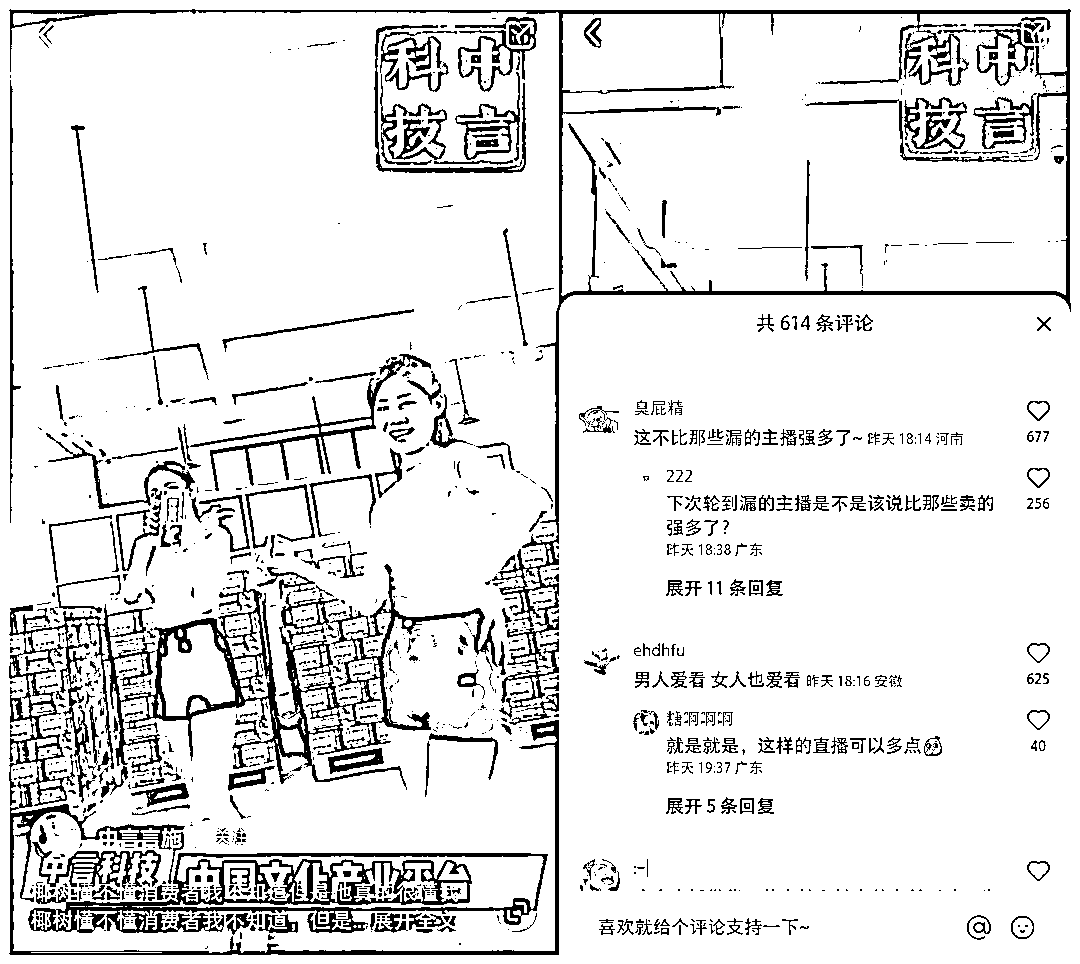 科中
技言
中言言施
关注
中言科技
中国文化产业平台
椰树懂不懂消费者我不知道但是他真的很懂我
椰树懂不懂消费者我不知道，但是... 展开全文
科中
技言
共 614 条评论
臭屁精
这不比那些漏的主播强多了~ 昨天 18:14 河南
677
222
下次轮到漏的主播是不是该说比那些卖的
强多了?
256
昨天 18:38 广东
展开 11 条回复
ehdhfu
男人爱看 女人也爱看 昨天 18:16 安徽
625
糖啊啊啊
就是就是，这样的直播可以多点
40
昨天 19:37 广东
展开 5 条回复
喜欢就给个评论支持一下~